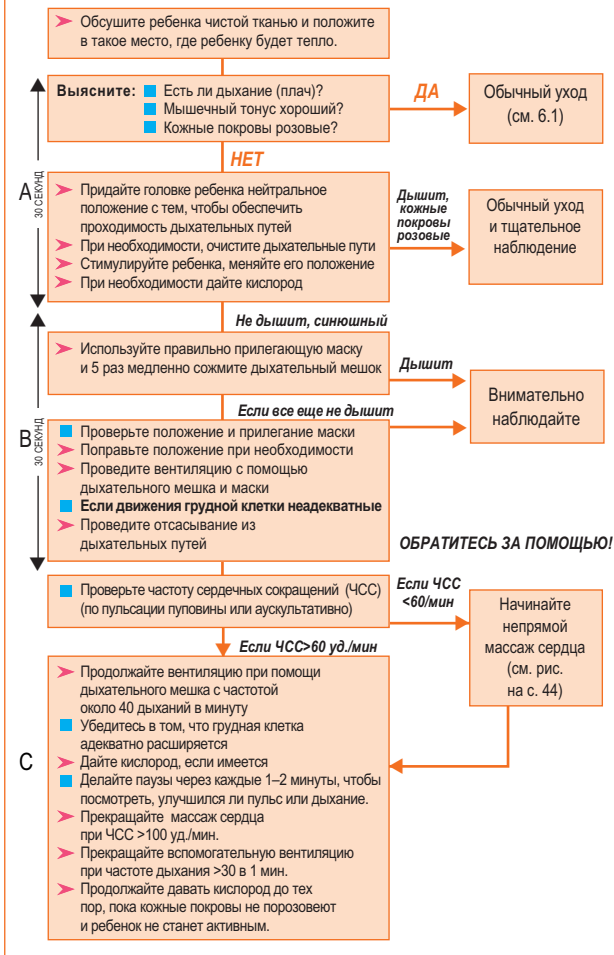 Обсушите ребенка чистой тканью и положите
в такое место, где ребенку будет тепло.
Выясните: Есть ли дыхание (плач)?
Мышечный тонус хороший?
Кожные покровы розовые?
ДА
Обычный уход
(см. 6.1)
НЕТ
A
30 СЕКУНД
Придайте головке ребенка нейтральное
положение с тем, чтобы обеспечить
проходимость дыхательных путей
При необходимости, очистите дыхательные пути
Стимулируйте ребенка, меняйте его положение
При необходимости дайте кислород
Дышит,
кожные
покровы
розовые
Обычный уход
и тщательное
наблюдение
Не дышит, синюшный
Используйте правильно прилегающую маску
и 5 раз медленно сожмите дыхательный мешок
Дышит
Внимательно
наблюдайте
Если все еще не дышит
B
30 СЕКУНД
Проверьте положение и прилегание маски
Поправьте положение при необходимости
Проведите вентиляцию с помощью
дыхательного мешка и маски
Если движения грудной клетки неадекватные
Проведите отсасывание из
дыхательных путей
ОБРАТИТЕСЬ ЗА ПОМОЩЬЮ!
Проверьте частоту сердечных сокращений (ЧСС)
(по пульсации пуповины или аускультативно)
Если ЧСС
<60/мин
Начинайте
непрямой
массаж сердца
(см. рис.
на с. 44)
Если ЧСС>60 уд./мин
C
Продолжайте вентиляцию при помощи
дыхательного мешка с частотой
около 40 дыханий в минуту
Убедитесь в том, что грудная клетка
адекватно расширяется
Дайте кислород, если имеется
Делайте паузы через каждые 1–2 минуты, чтобы
посмотреть, улучшился ли пульс или дыхание.
Прекращайте массаж сердца
при ЧСС >100 уд./мин.
Прекращайте вспомогательную вентиляцию
при частоте дыхания >30 в 1 мин.
Продолжайте давать кислород до тех
пор, пока кожные покровы не порозовеют
и ребенок не станет активным.